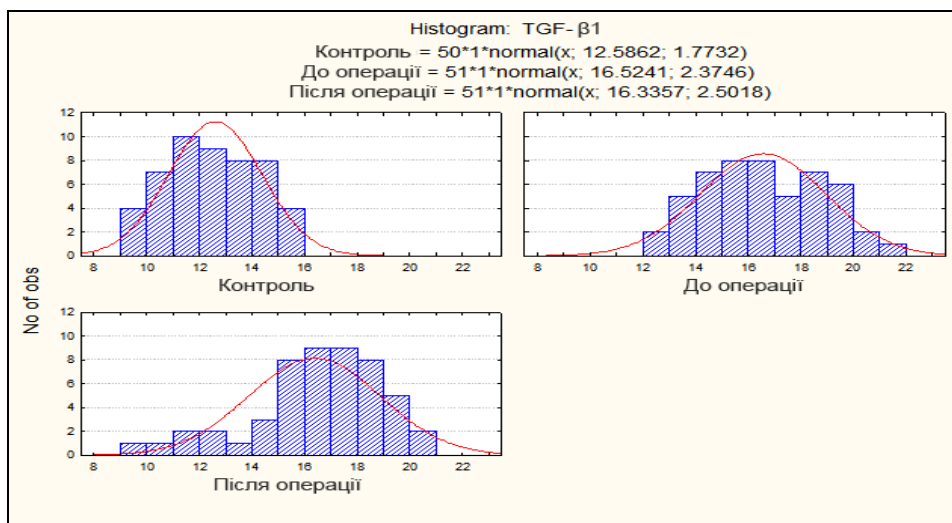 Histogram: TGF-β1
Контроль = 50*1*normal(x; 12.5862; 1.7732)
До операції = 51*1*normal(x; 16.5241; 2.3746)
Після операції = 51*1*normal(x; 16.3357; 2.5018)
No of obs
12
10
8
6
4
2
0
8 10 12 14 16 18 20 22
Контроль
12
10
8
6
4
2
0
8 10 12 14 16 18 20 22
До операції
12
10
8
6
4
2
0
8 10 12 14 16 18 20 22
Після операції